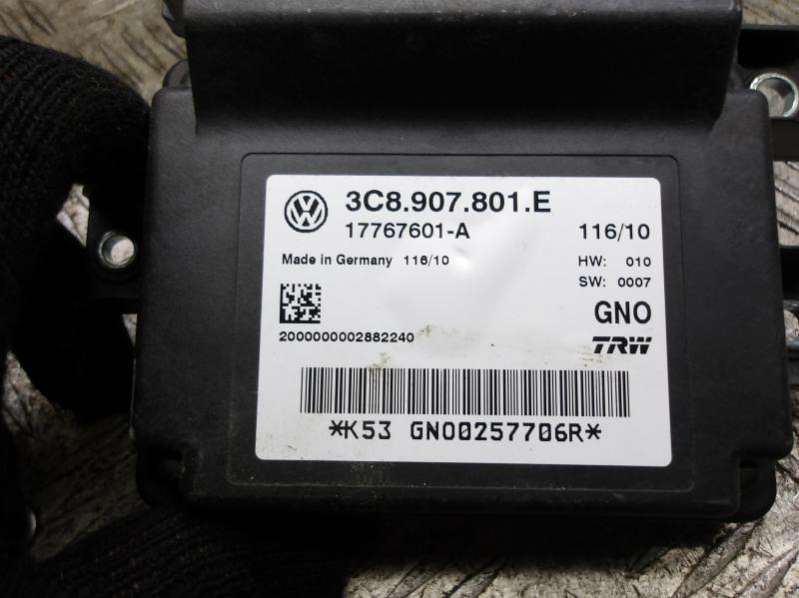 3C8.907.801.E
17767601-A 116/10
Made in Germany 116/10 HW: 010
SW: 0007
GNO
2000000002882240 TRW
*K53 GNO0257706R*